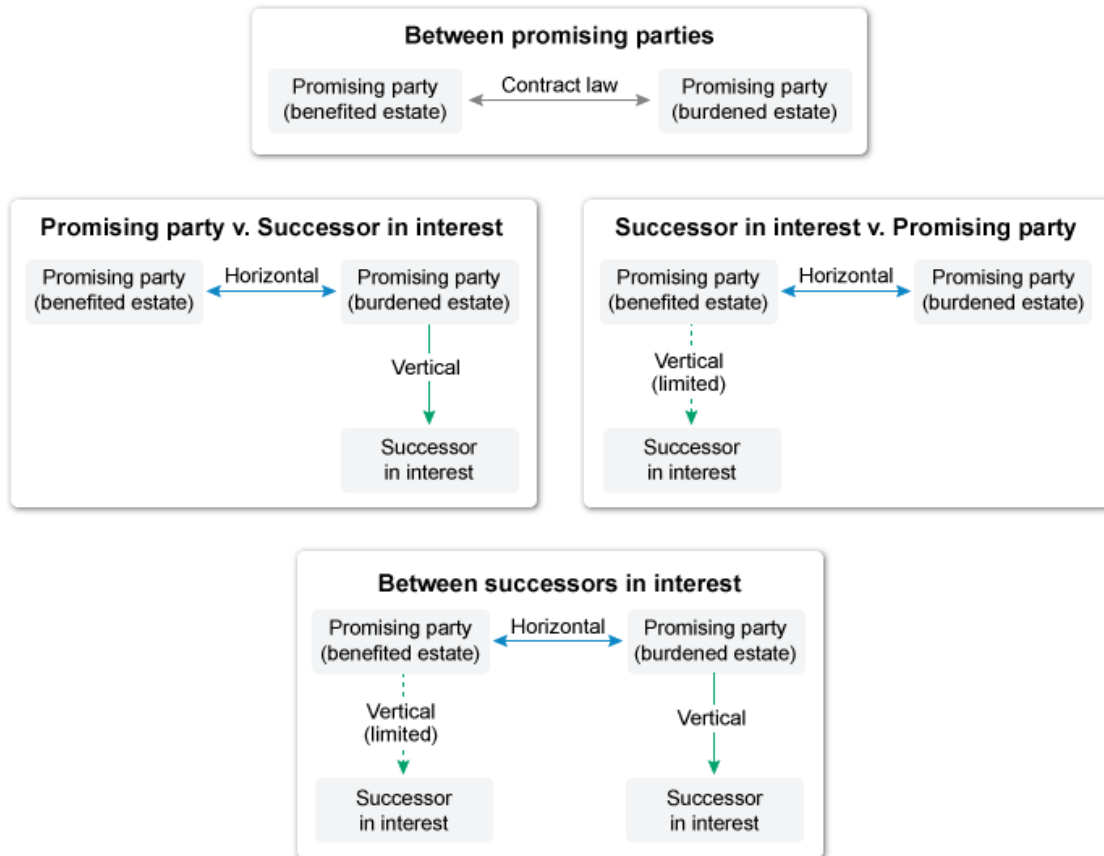 Between promising parties
Promising party
(benefited estate)
Contract law
Promising party
(burdened estate)
Promising party v. Successor in interest
Promising party
(benefited estate)
Horizontal
Promising party
(burdened estate)
Vertical
Successor
in interest
Successor in interest v. Promising party
Promising party
(benefited estate)
Horizontal
Promising party
(burdened estate)
Vertical
(limited)
Successor
in interest
Between successors in interest
Promising party
(benefited estate)
Horizontal
Promising party
(burdened estate)
Vertical
(limited)
Vertical
Successor
in interest
Successor
in interest